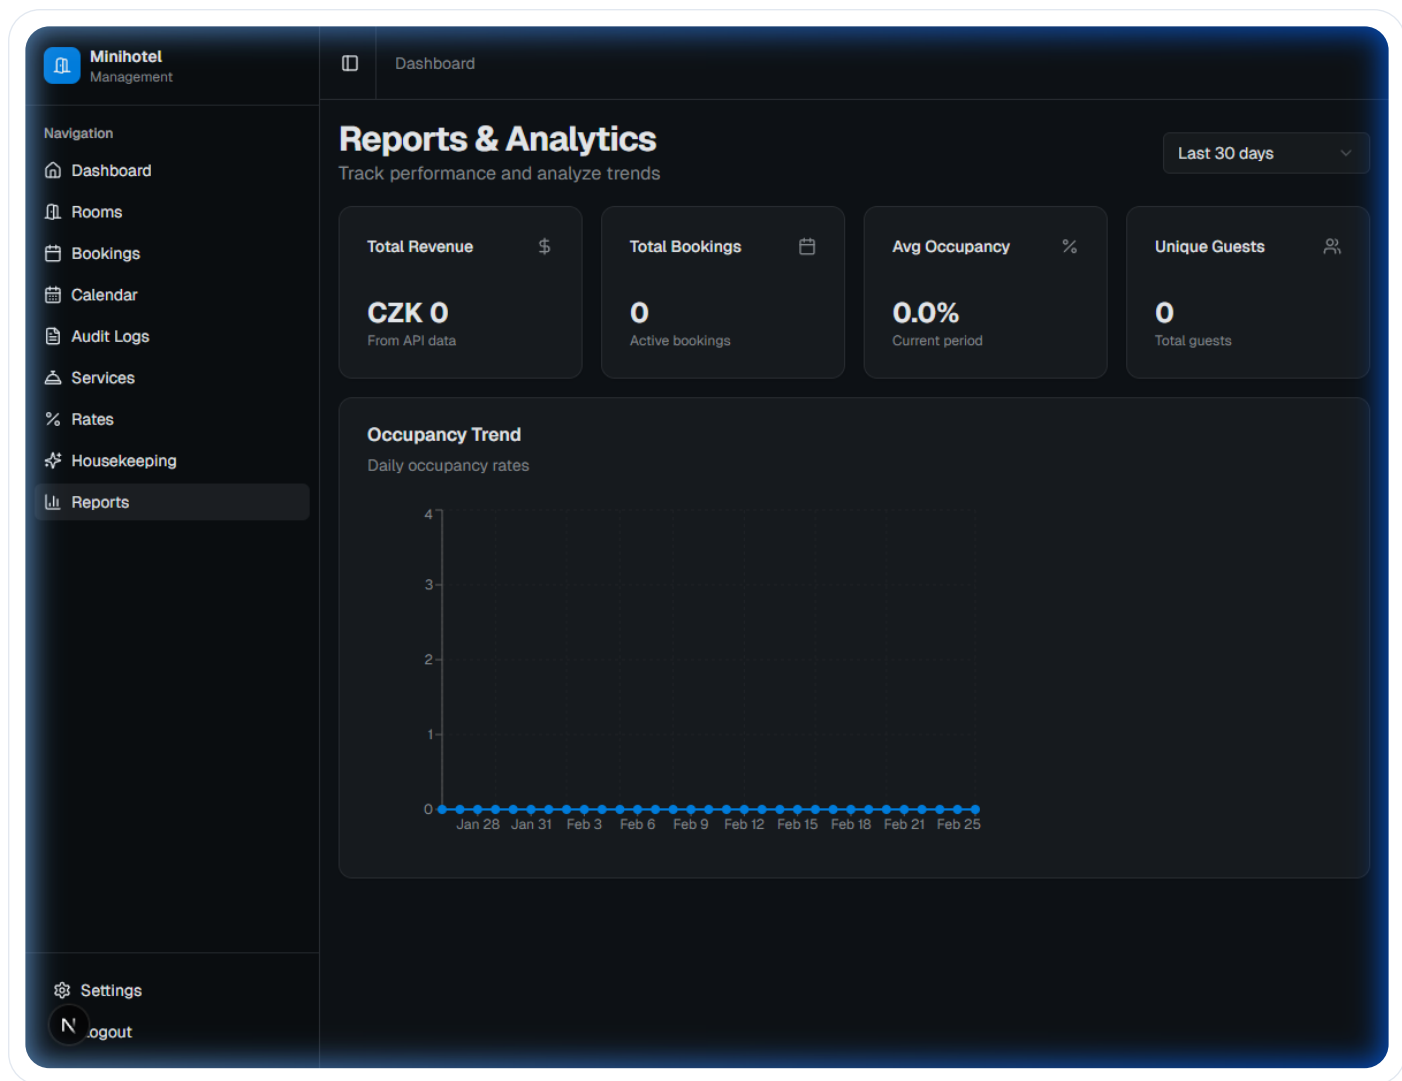 Minihotel
Management
Navigation
Dashboard
Rooms
Bookings
Calendar
Audit Logs
Services
Rates
Housekeeping
Reports
Settings
N
ogout
Dashboard
Reports & Analytics
Track performance and analyze trends
Last 30 days
Total Revenue $
CZK 0
From API data
Total Bookings
0
Active bookings
Avg Occupancy %
0.0%
Current period
Unique Guests
0
Total guests
Occupancy Trend
Daily occupancy rates
4
3
2
1
0
Jan 28 Jan 31 Feb 3 Feb 6 Feb 9 Feb 12 Feb 15 Feb 18 Feb 21 Feb 25